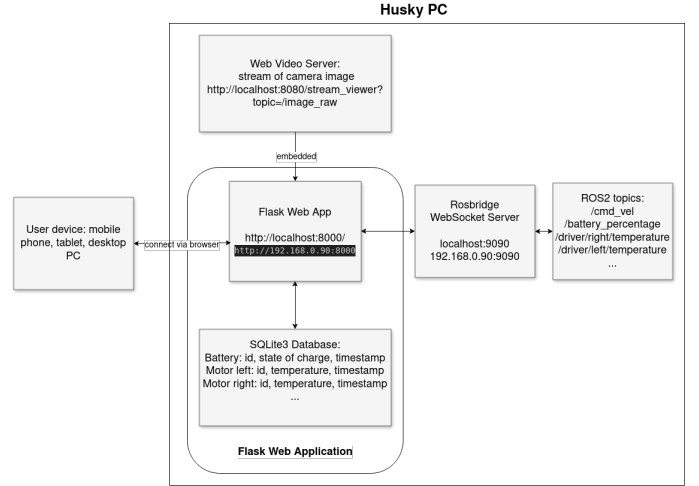 Husky PC
Web Video Server:
stream of camera image
http://localhost:8080/stream_viewer?
topic=/image_raw
embedded
Flask Web App
http://localhost:8000/
http://192.168.0.90:8000
User device: mobile
phone, tablet, desktop
PC
connect via browser
Rosbridge
WebSocket Server
localhost:9090
192.168.0.90:9090
ROS2 topics:
/cmd_vel
/battery_percentage
/driver/right/temperature
/driver/left/temperature
...
SQLite3 Database:
Battery: id, state of charge, timestamp
Motor left: id, temperature, timestamp
Motor right: id, temperature, timestamp
...
Flask Web Application